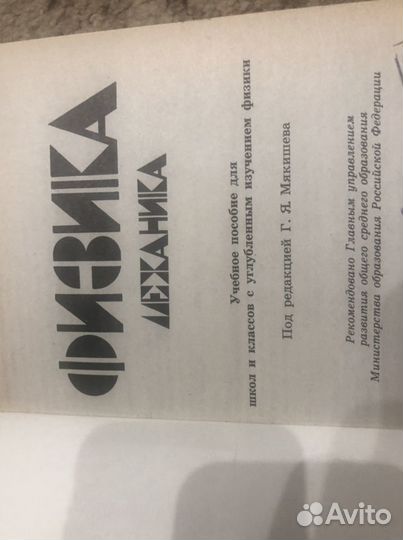 ФИЗИКА
МЕХАНИКА
Учебное пособие для
школ и классов с углубленным изучением физики
Под редакцией Г. Я. Мякишева
Рекомендовано Главным управлением
развития общего среднего образования
Министерства образования Российской Федерации
Avito